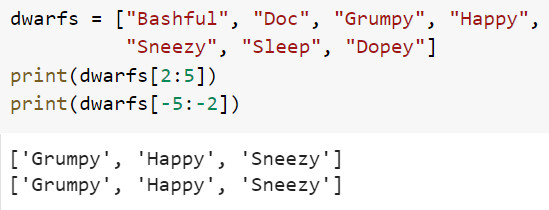 dwarfs = ["Bashful", "Doc", "Grumpy", "Happy",
"Sneezy", "Sleep", "Dopey"]
print(dwarfs[2:5])
print(dwarfs[-5:-2])
['Grumpy', 'Happy', 'Sneezy']
['Grumpy', 'Happy', 'Sneezy']